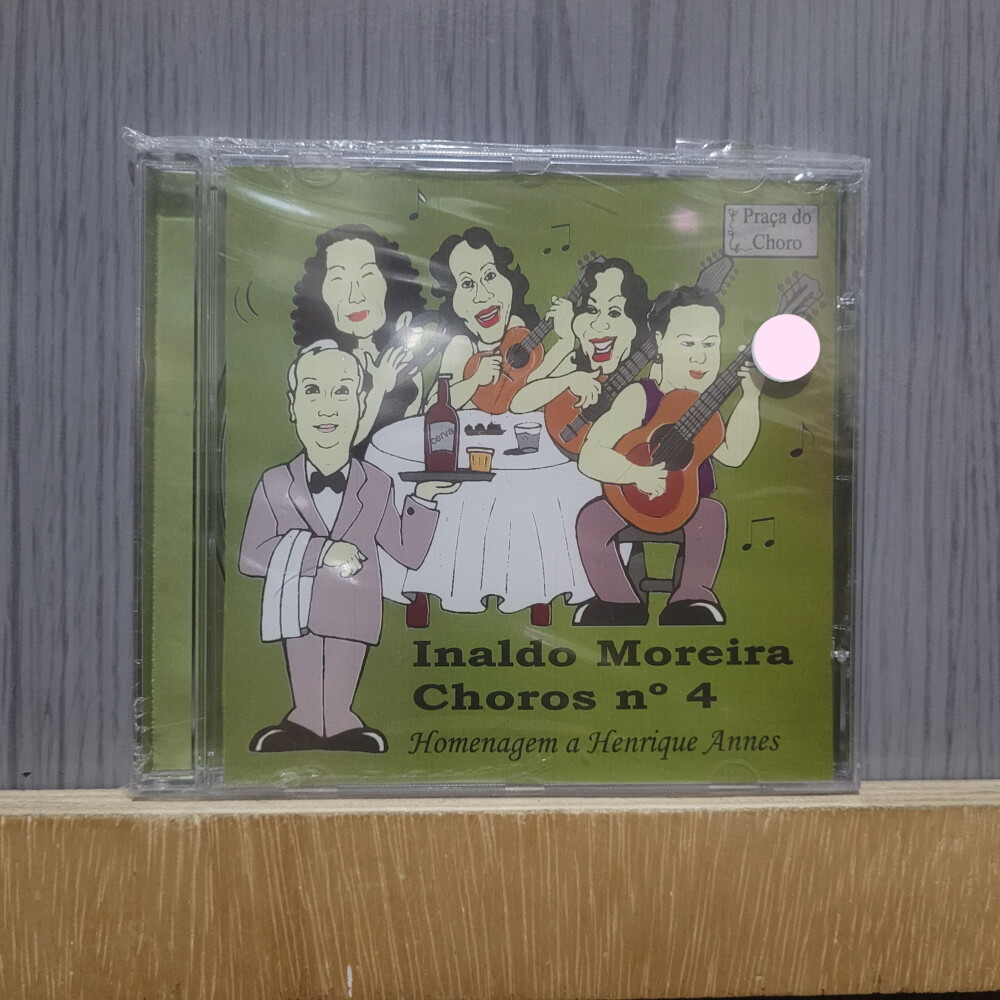 Praça do
Choro
cerva
Inaldo Moreira
Choros nº 4
Homenagem a Henrique Annes